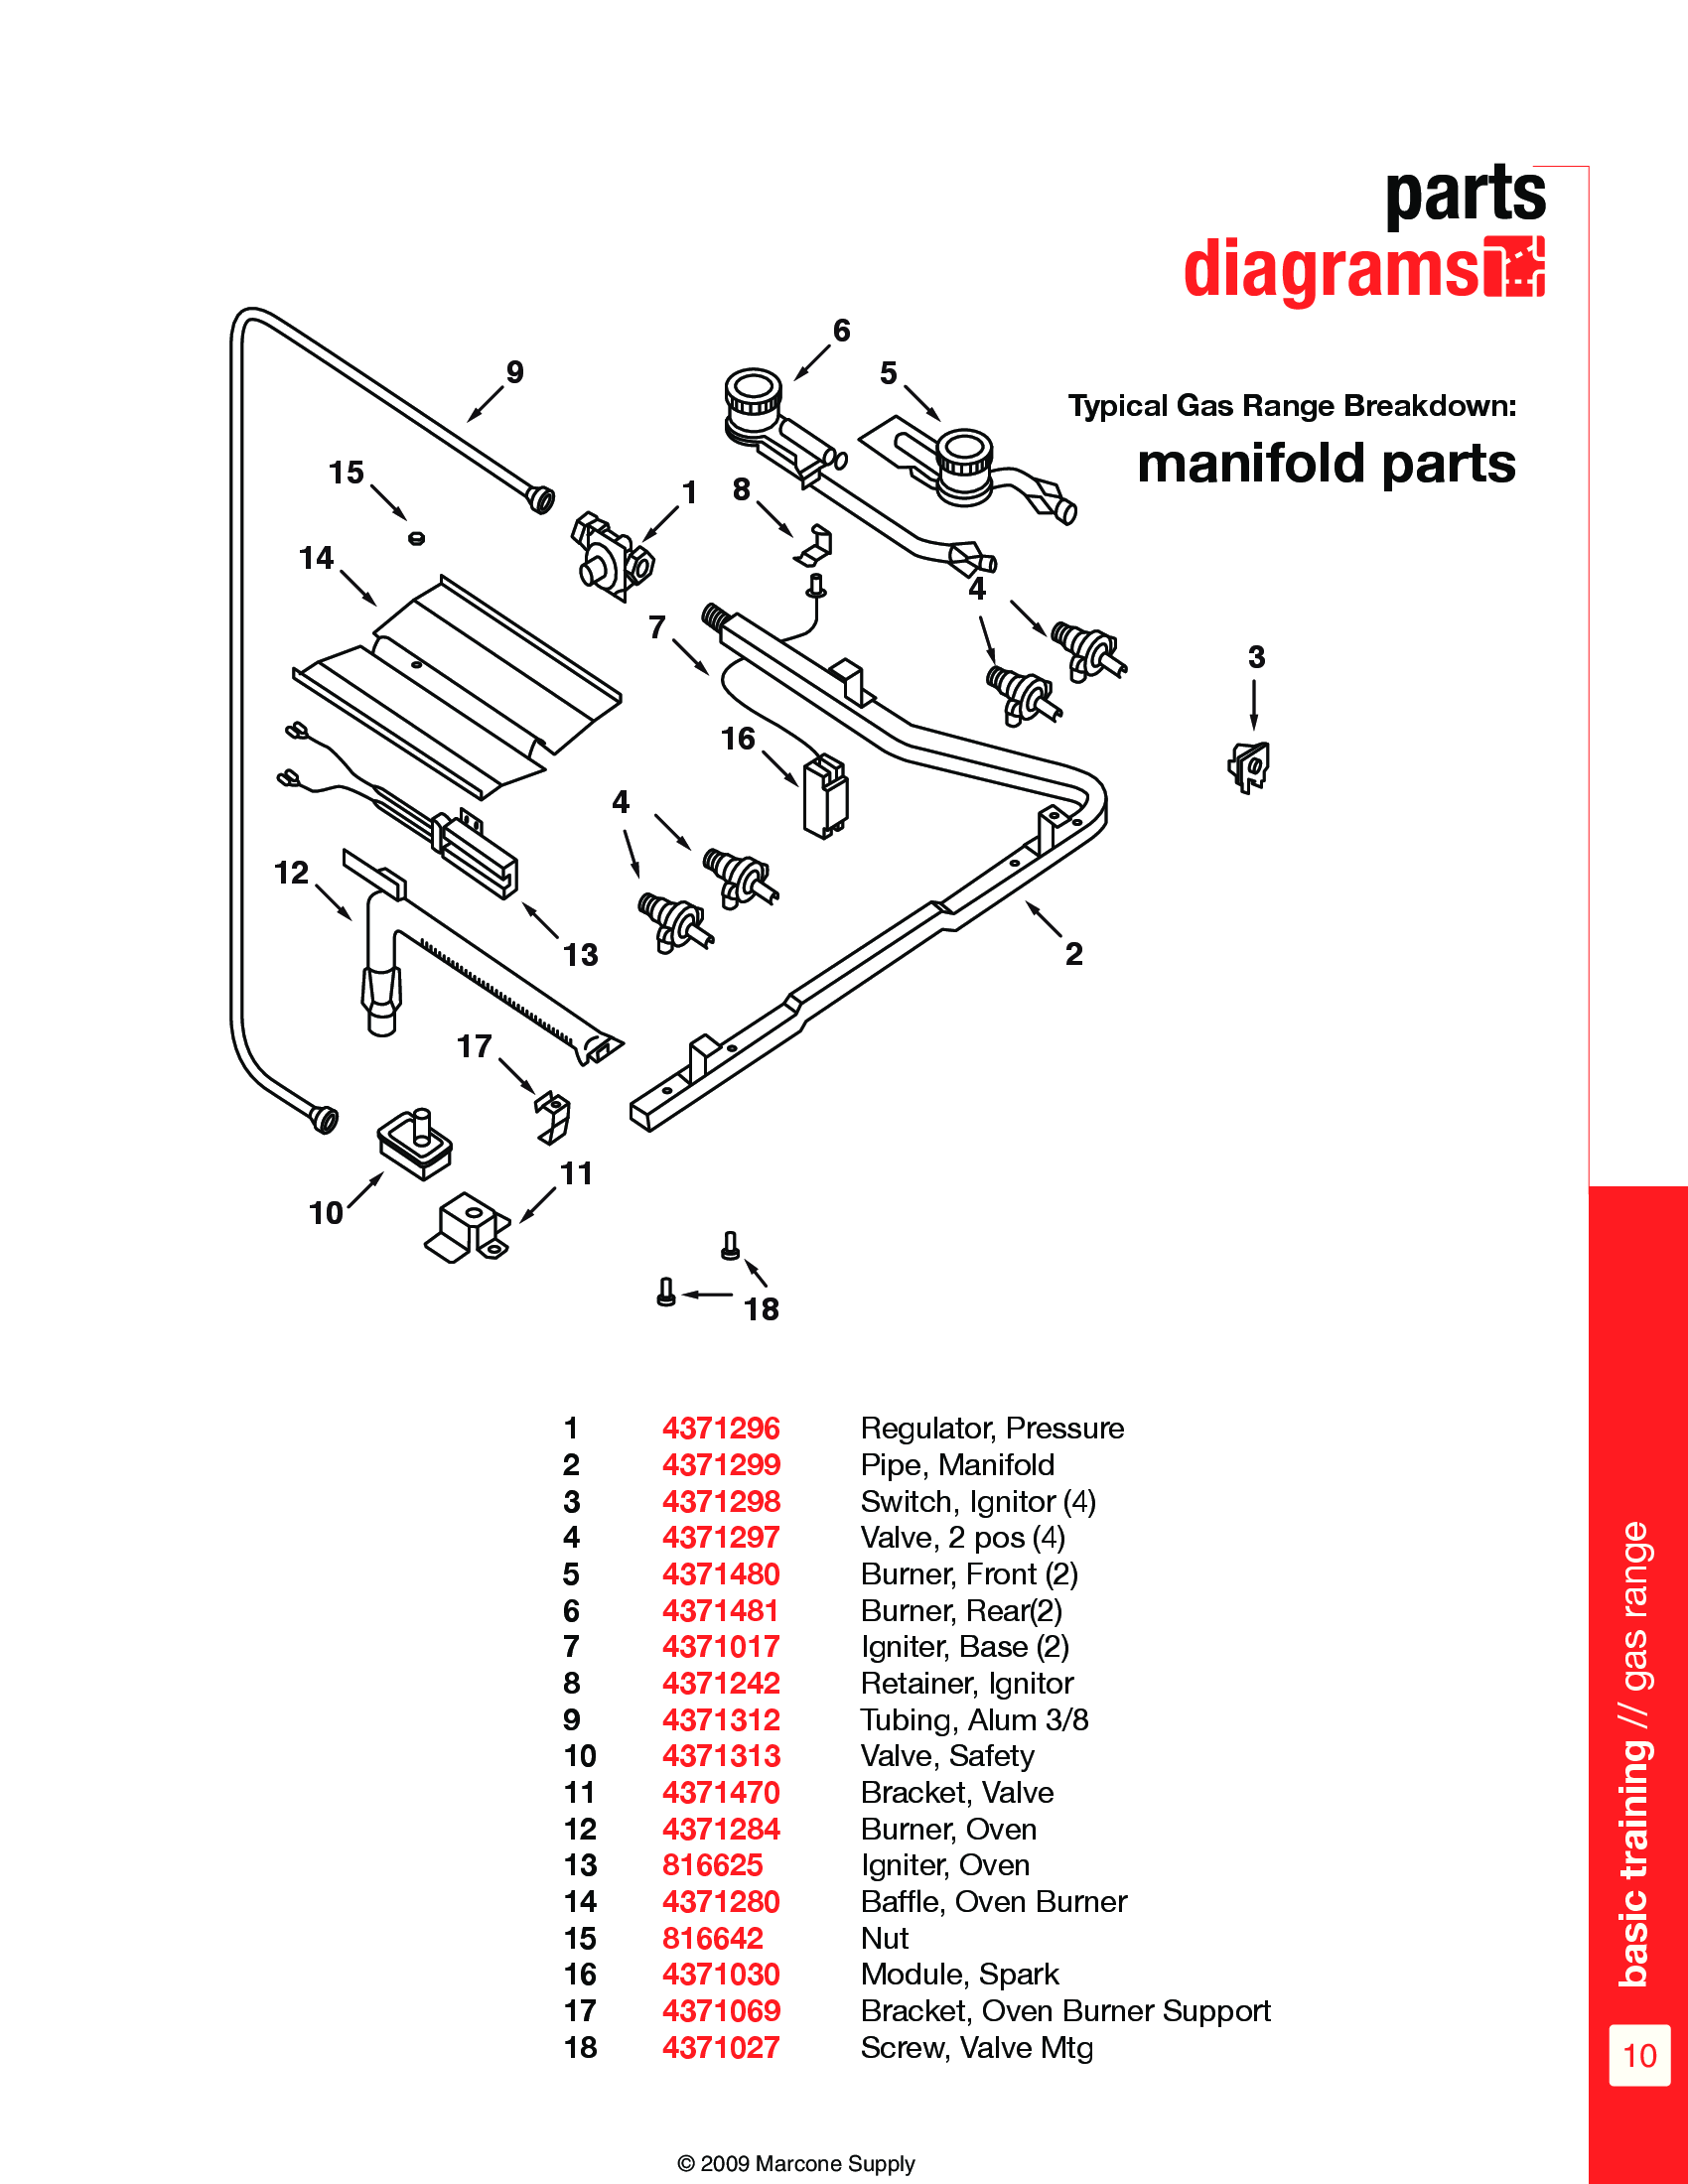 parts
diagrams
Typical Gas Range Breakdown:
manifold parts
6
9
5
15
1
8
14
4
7
3
16
4
12
13
2
17
11
10
18
1 4371296 Regulator, Pressure
2 4371299 Pipe, Manifold
3 4371298 Switch, Ignitor (4)
4 4371297 Valve, 2 pos (4)
5 4371480 Burner, Front (2)
6 4371481 Burner, Rear(2)
7 4371017 Igniter, Base (2)
8 4371242 Retainer, Ignitor
9 4371312 Tubing, Alum 3/8
10 4371313 Valve, Safety
11 4371470 Bracket, Valve
12 4371284 Burner, Oven
13 816625 Igniter, Oven
14 4371280 Baffle, Oven Burner
15 816642 Nut
16 4371030 Module, Spark
17 4371069 Bracket, Oven Burner Support
18 4371027 Screw, Valve Mtg
basic training // gas range
10
© 2009 Marcone Supply